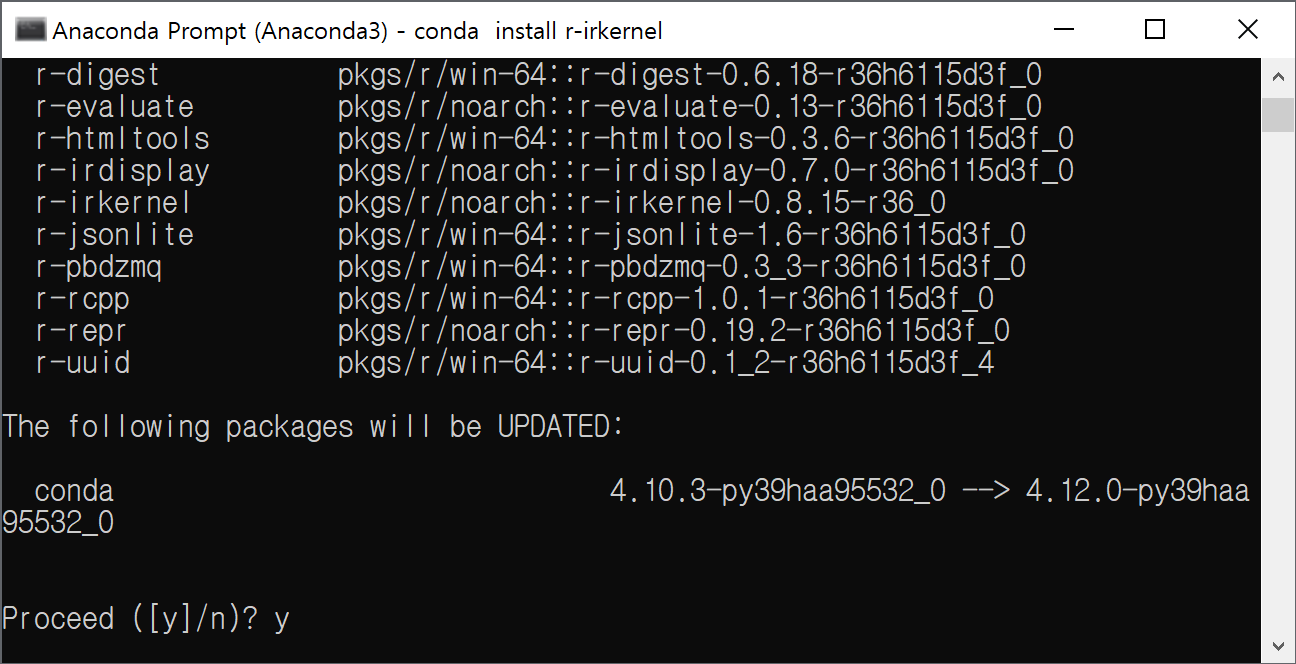 Anaconda Prompt (Anaconda3) - conda  install r-irkernel
r-digest pkgs/r/win-64::r-digest-0.6.18-r36h6115d3f_0
r-evaluate pkgs/r/noarch::r-evaluate-0.13-r36h6115d3f_0
r-htmltools pkgs/r/win-64::r-htmltools-0.3.6-r36h6115d3f_0
r-irdisplay pkgs/r/noarch::r-irdisplay-0.7.0-r36h6115d3f_0
r-irkernel pkgs/r/noarch::r-irkernel-0.8.15-r36_0
r-jsonlite pkgs/r/win-64::r-jsonlite-1.6-r36h6115d3f_0
r-pbdzmq pkgs/r/win-64::r-pbdzmq-0.3_3-r36h6115d3f_0
r-rcpp pkgs/r/win-64::r-rcpp-1.0.1-r36h6115d3f_0
r-repr pkgs/r/noarch::r-repr-0.19.2-r36h6115d3f_0
r-uuid pkgs/r/win-64::r-uuid-0.1_2-r36h6115d3f_4
The following packages will be UPDATED:
conda 4.10.3-py39haa95532_0 --> 4.12.0-py39haa
95532_0
Proceed ([y]/n)? y